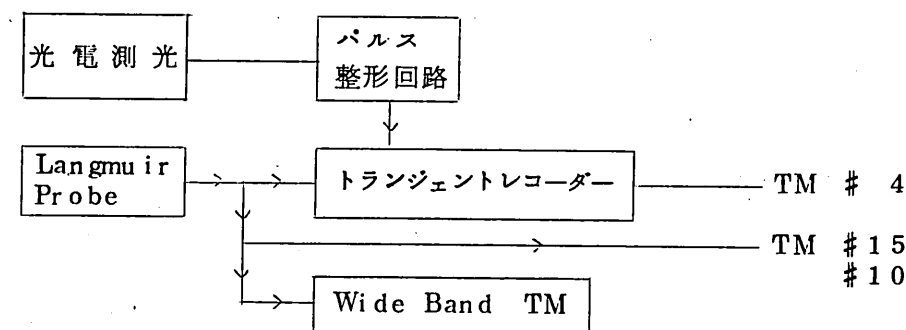 光電測光
パルス
整形回路
Langmuir
Probe
トランジェントレコーダー
TM #4
TM #15
#10
Wide Band TM